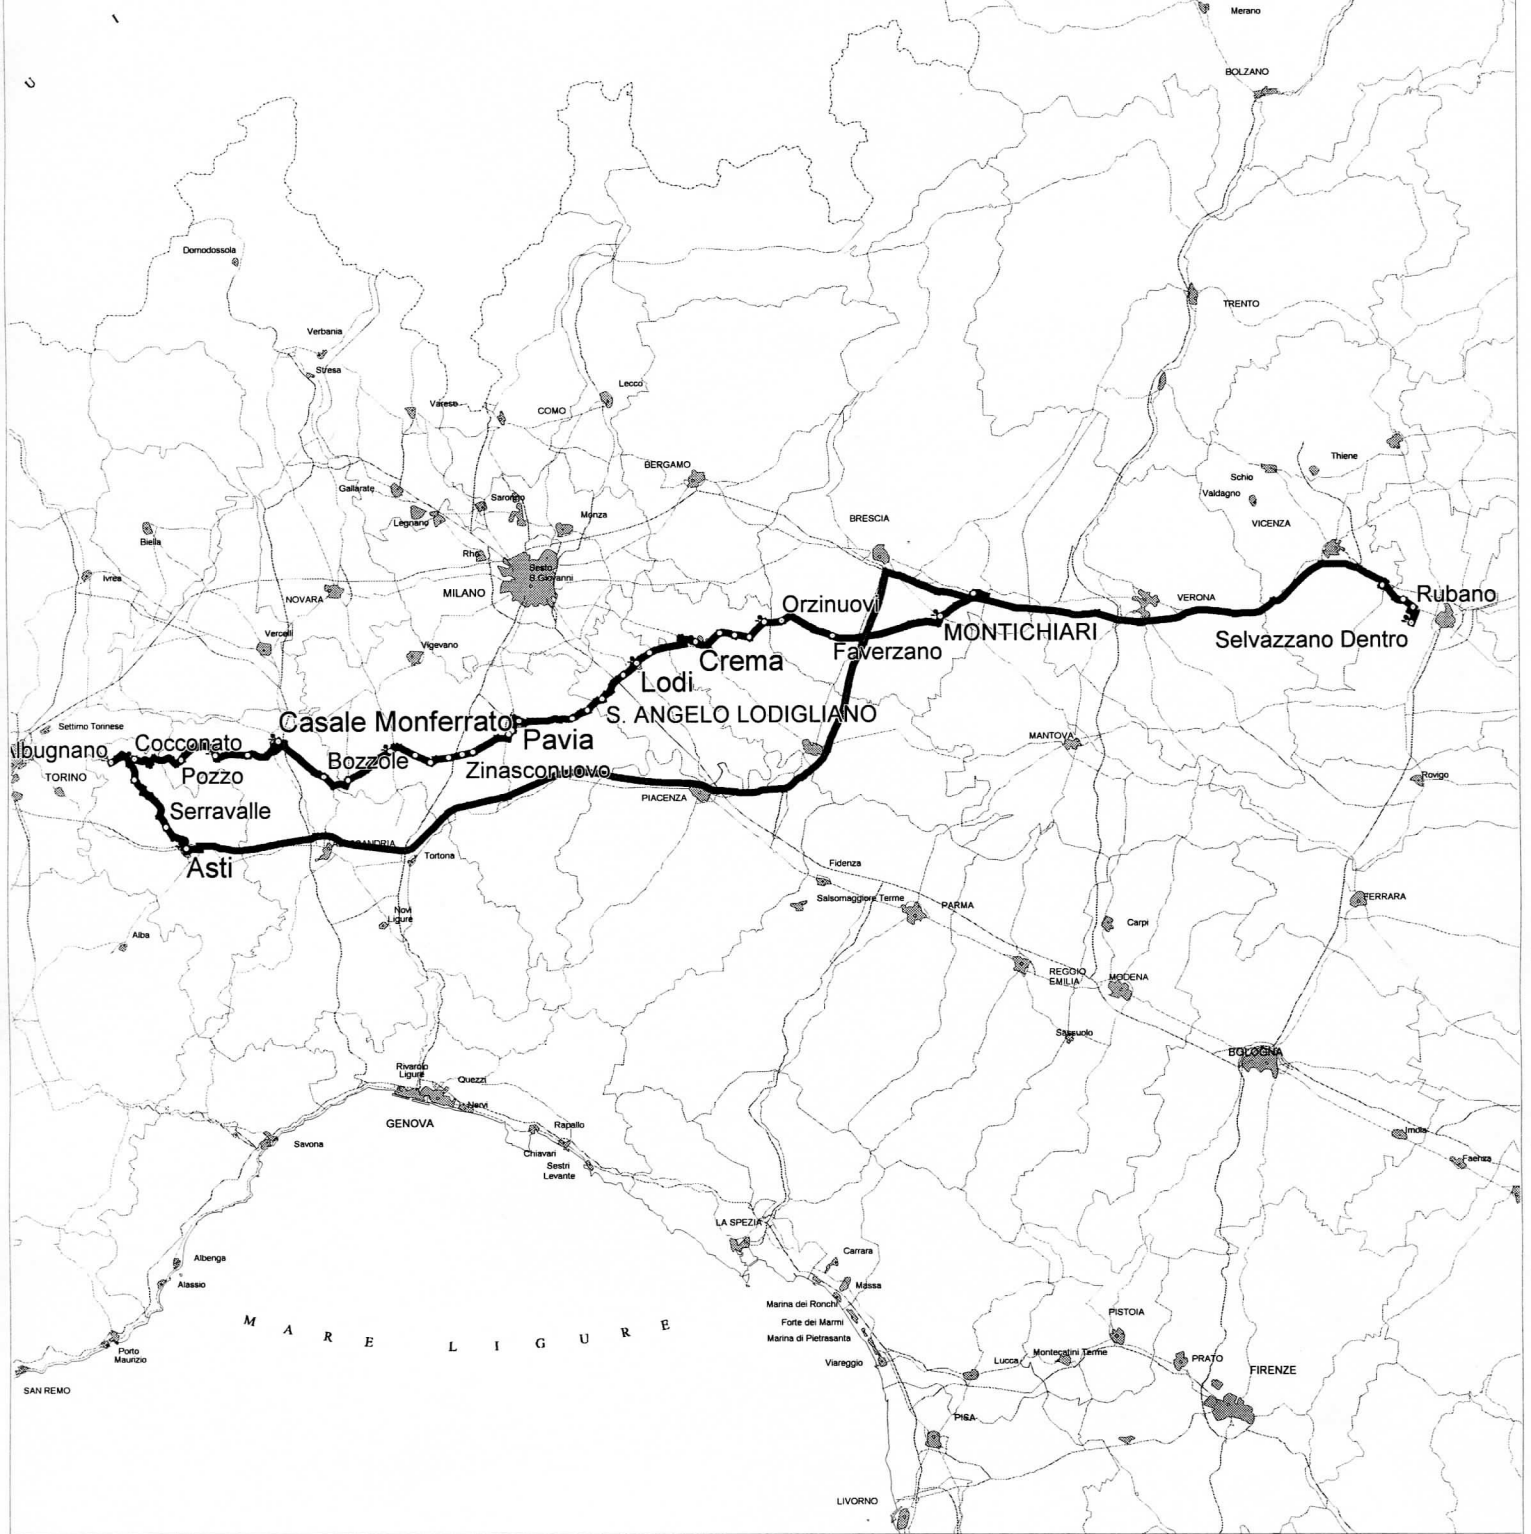 I
U
Merano
BOLZANO
Domodossola
TRENTO
Verbania
Stresa
Lecco
Varese
COMO
BERGAMO
Thiene
Schio
Valdagno
Gallarate
Saronno
Legnano
Monza
BRESCIA
VICENZA
Biella
Rho
Sesto
S.Giovanni
Ivrea
NOVARA
MILANO
VERONA
Rubano
Orzinuovi
MONTICHIARI
Selvazzano Dentro
Vercelli
Vigevano
Faverzano
Crema
Lodi
S. ANGELO LODIGLIANO
Casale Monferrato
Settimo Torinese
MANTOVA
lbugnano
Cocconato
Pavia
Bozzole
Zinasconuovo
Pozzo
TORINO
Rovigo
PIACENZA
Serravalle
ANDRIA
Tortona
Asti
Fidenza
Salsomaggiore Terme
PARMA
FERRARA
Novi
Ligure
Carpi
Alba
REGGIO
EMILIA
MODENA
Sassuolo
BOLOGNA
Rivarolo
Ligure
Quezzi
Nervi
GENOVA
Rapallo
Imola
Savona
Chiavari
Sestri
Levante
Faenza
LA SPEZIA
Carrara
Albenga
Alassio
Massa
Marina dei Ronchi
Forte dei Marmi
PISTOIA
MARE LIGURE
Marina di Pietrasanta
Porto
Maurizio
Viareggio
Lucca
Montecatini Terme
PRATO
FIRENZE
SAN REMO
PISA
LIVORNO